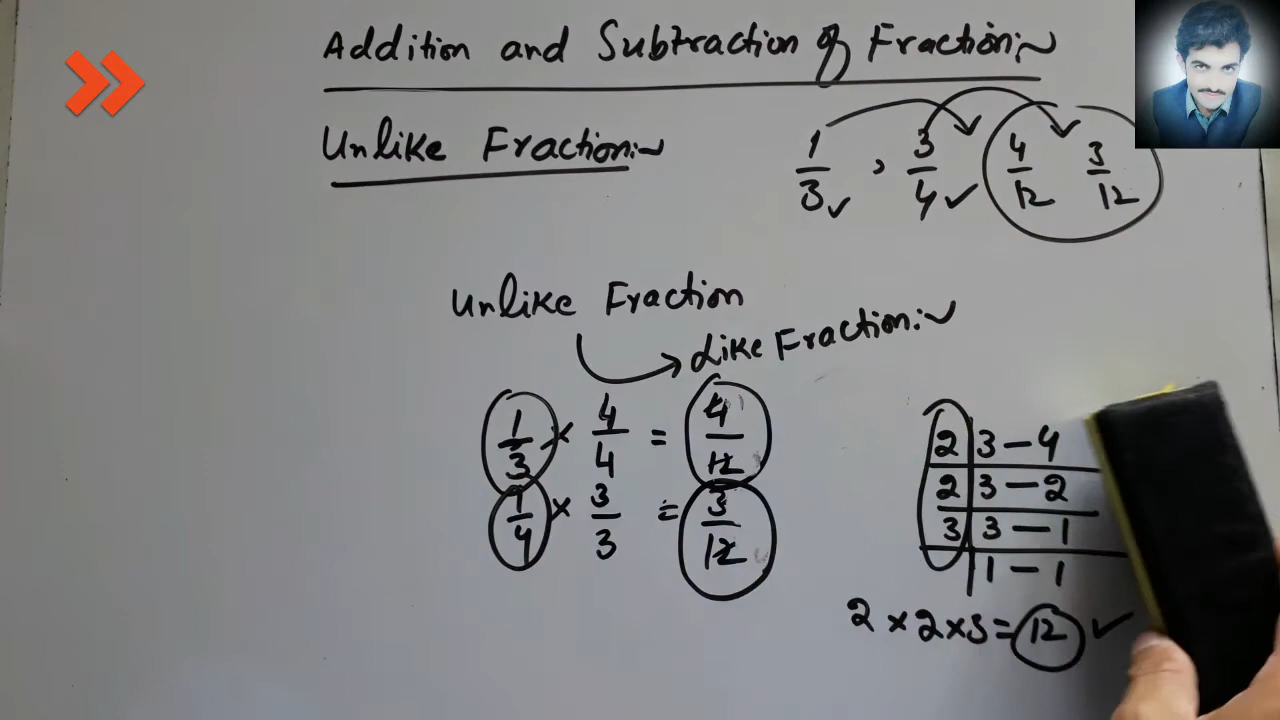 Addition and Subtraction of Fraction:~
Unlike Fraction:~
1/3 , 3/4 4/12 3/12
Unlike Fraction
Like Fraction:~
1/3 × 4/4 = 4/12
1/4 × 3/3 = 3/12
2 | 3 – 4
2 | 3 – 2
3 | 3 – 1
1 – 1
2 × 2 × 3 = 12 ✓